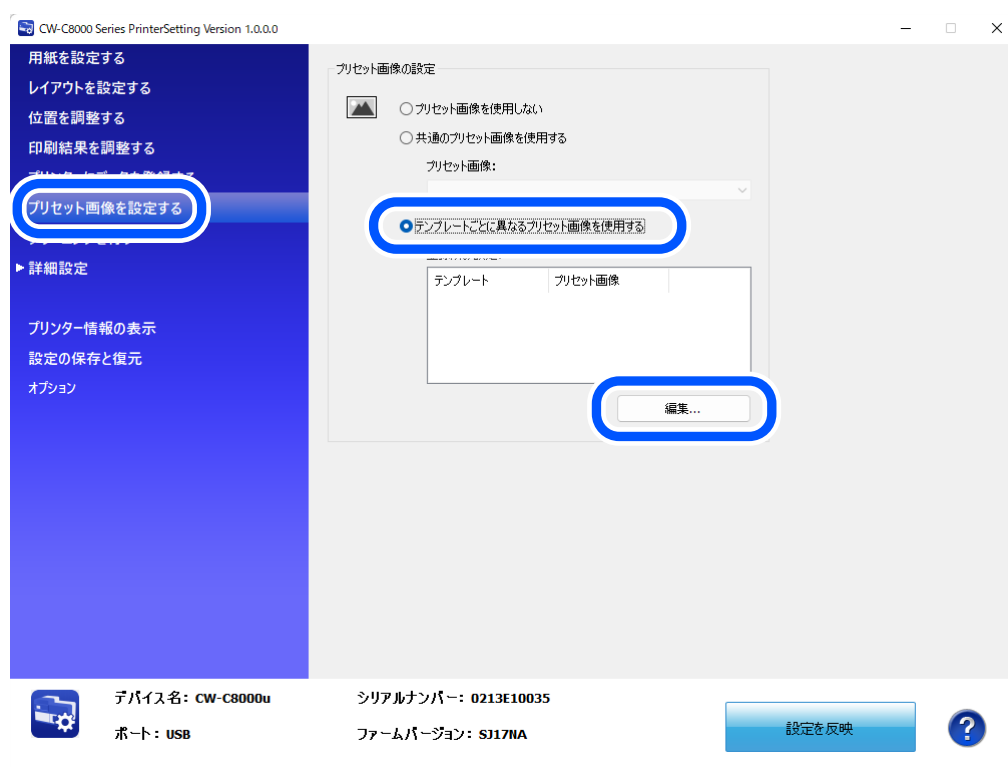 CW-C8000 Series PrinterSetting Version 1.0.0.0
用紙を設定する
レイアウトを設定する
位置を調整する
印刷結果を調整する
プリセット画像を設定する
詳細設定
プリンター情報の表示
設定の保存と復元
オプション
プリセット画像の設定
プリセット画像を使用しない
共通のプリセット画像を使用する
プリセット画像:
テンプレートごとに異なるプリセット画像を使用する
テンプレート プリセット画像
編集...
デバイス名: CW-C8000u
シリアルナンバー: 0213E10035
ポート: USB
ファームバージョン: SJ17NA
設定を反映
?